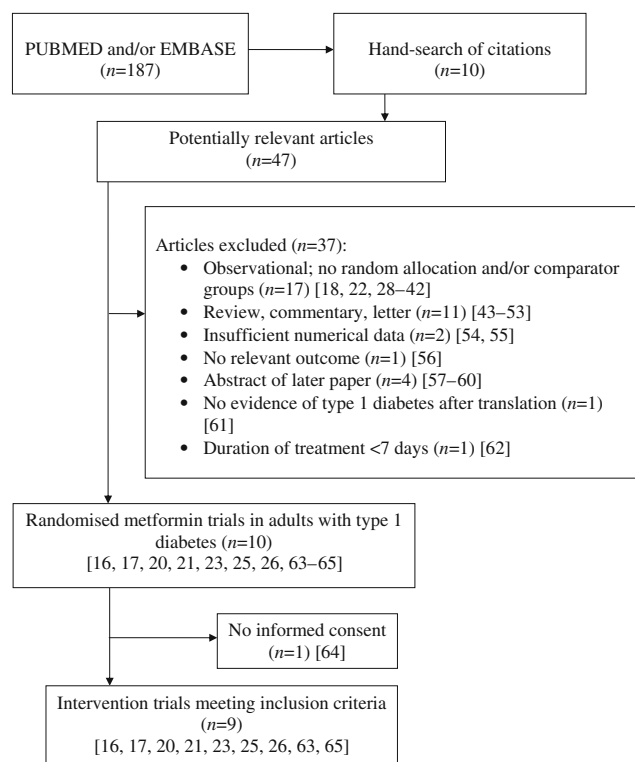 PUBMED and/or EMBASE
(n=187)
Hand-search of citations
(n=10)
Potentially relevant articles
(n=47)
Articles excluded (n=37):
• Observational; no random allocation and/or comparator
groups (n=17) [18, 22, 28–42]
• Review, commentary, letter (n=11) [43–53]
• Insufficient numerical data (n=2) [54, 55]
• No relevant outcome (n=1) [56]
• Abstract of later paper (n=4) [57–60]
• No evidence of type 1 diabetes after translation (n=1)
[61]
• Duration of treatment <7 days (n=1) [62]
Randomised metformin trials in adults with type 1
diabetes (n=10)
[16, 17, 20, 21, 23, 25, 26, 63–65]
No informed consent
(n=1) [64]
Intervention trials meeting inclusion criteria
(n=9)
[16, 17, 20, 21, 23, 25, 26, 63, 65]